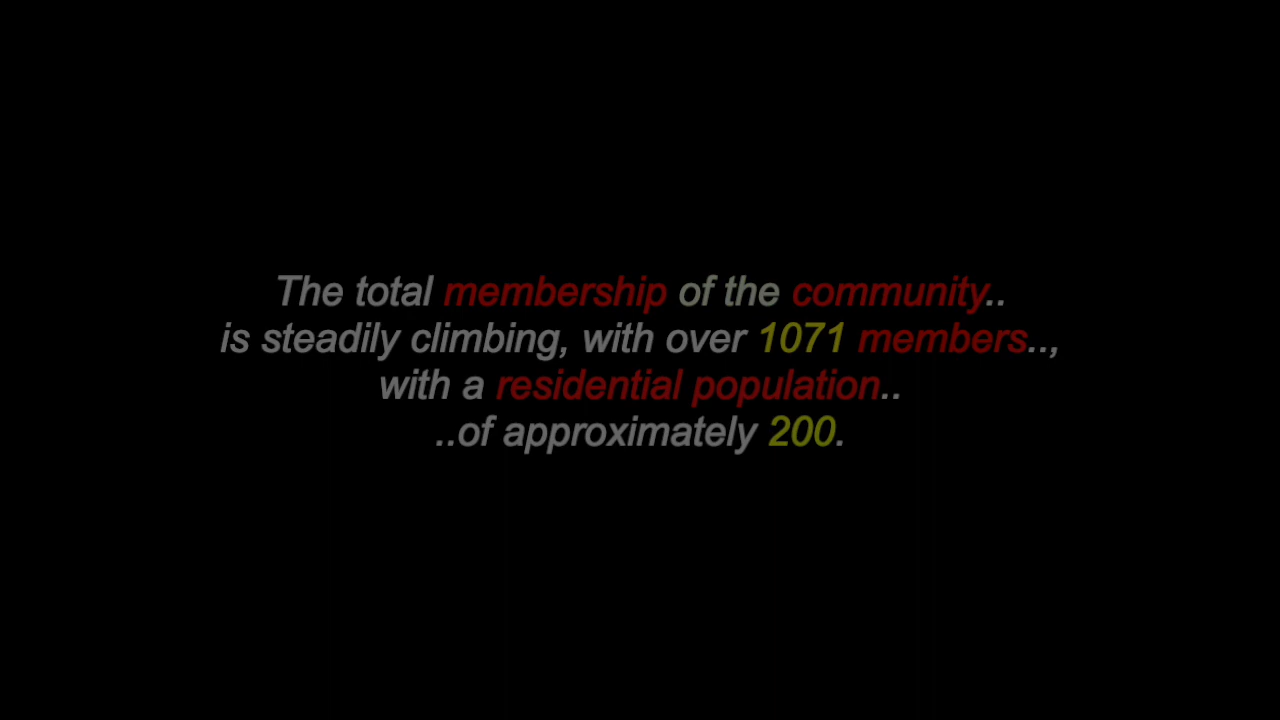 The total membership of the community..
is steadily climbing, with over 1071 members..,
with a residential population..
..of approximately 200.